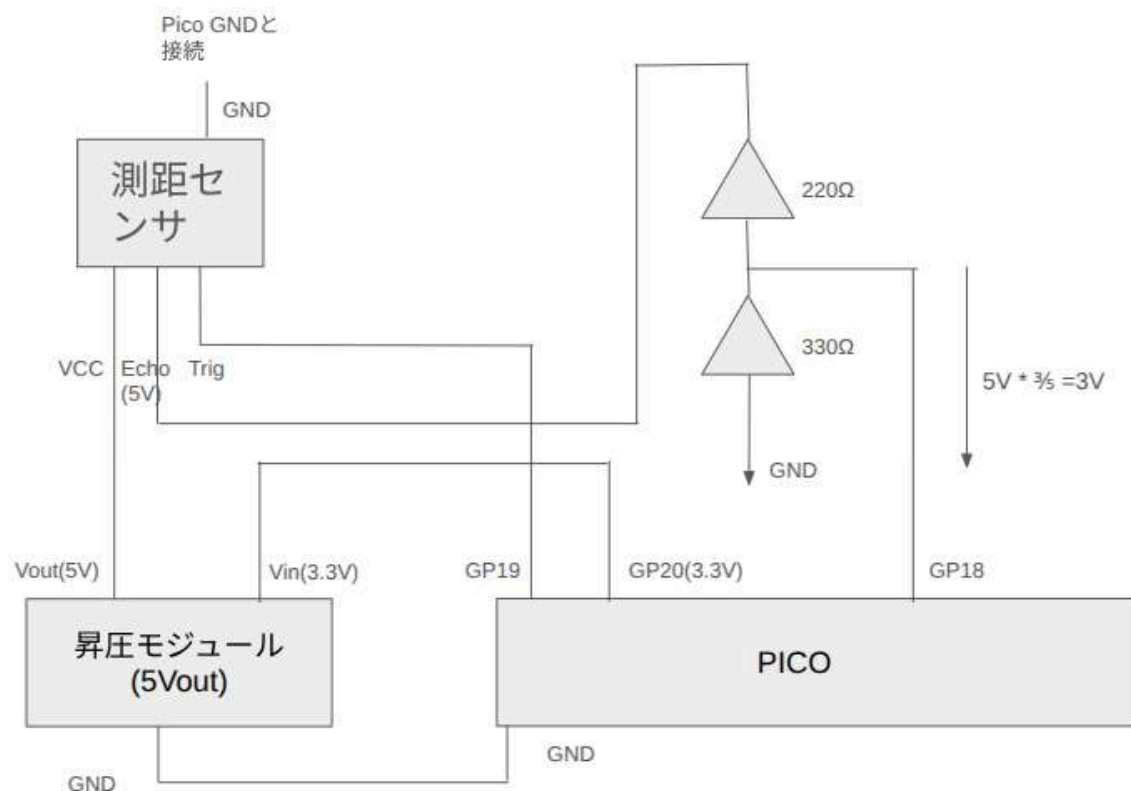 Pico GNDと
接続
GND
測距セ
ンサ
220Ω
330Ω
VCC
Echo
(5V)
Trig
5V * ⅗ =3V
GND
Vout(5V)
Vin(3.3V)
GP19
GP20(3.3V)
GP18
昇圧モジュール
(5Vout)
PICO
GND
GND